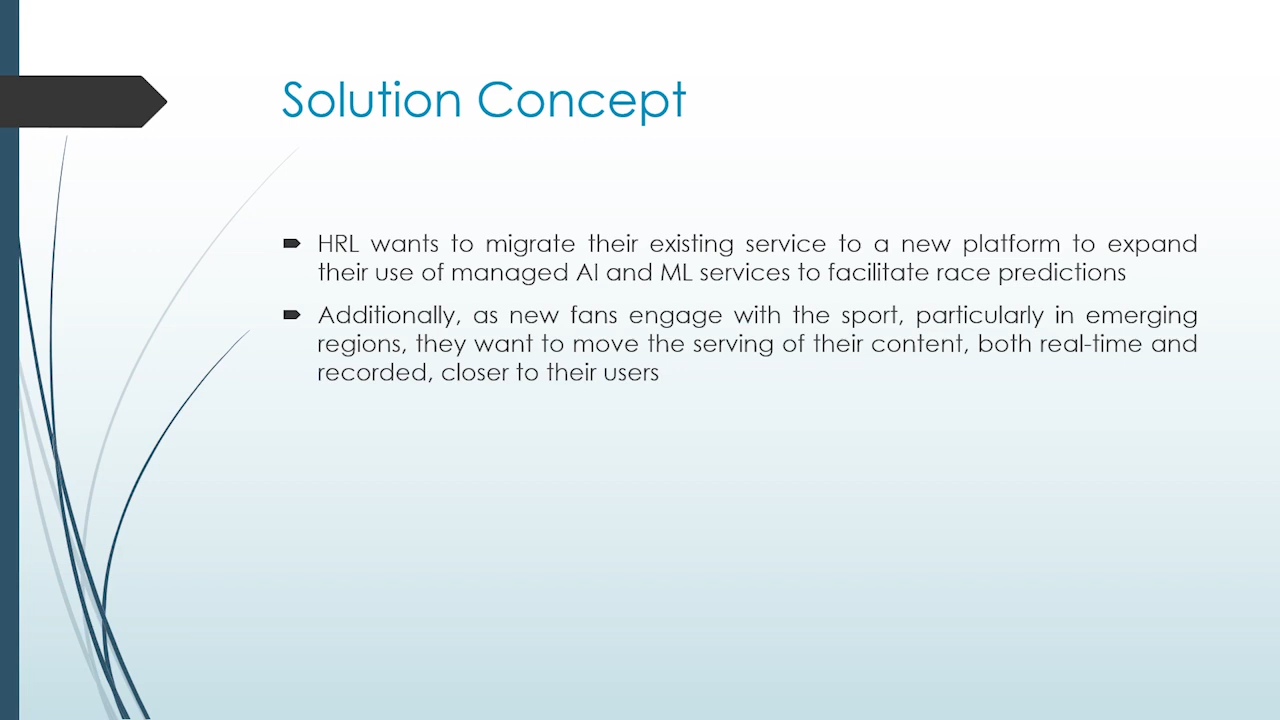 Solution Concept
HRL wants to migrate their existing service to a new platform to expand
their use of managed AI and ML services to facilitate race predictions
Additionally, as new fans engage with the sport, particularly in emerging
regions, they want to move the serving of their content, both real-time and
recorded, closer to their users